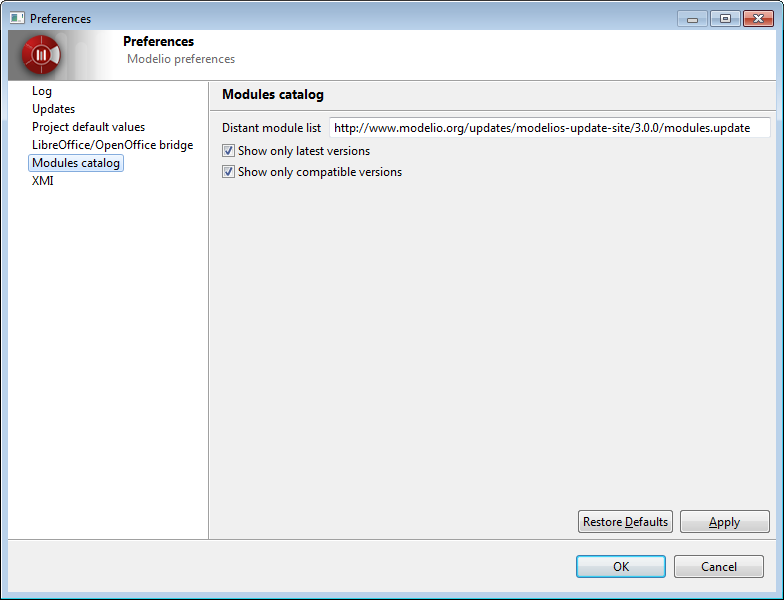 Preferences
Preferences
Modelio preferences
Log
Updates
Project default values
LibreOffice/OpenOffice bridge
Modules catalog
XMI
Modules catalog
Distant module list http://www.modelio.org/updates/modelios-update-site/3.0.0/modules.update
Show only latest versions
Show only compatible versions
Restore Defaults Apply
OK Cancel